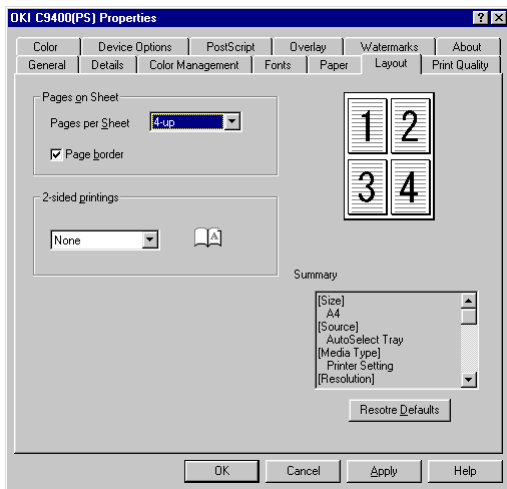 OKI C9400(PS) Properties
Color Device Options PostScript Overlay Watermarks About
General Details Color Management Fonts Paper Layout Print Quality
Pages on Sheet
Pages per Sheet 4-up
Page border
1 2
3 4
2-sided printings
None
A
Summary
[Size]
A4
[Source]
AutoSelect Tray
[Media Type]
Printer Setting
[Resolution]
Resotre Defaults
OK Cancel Apply Help